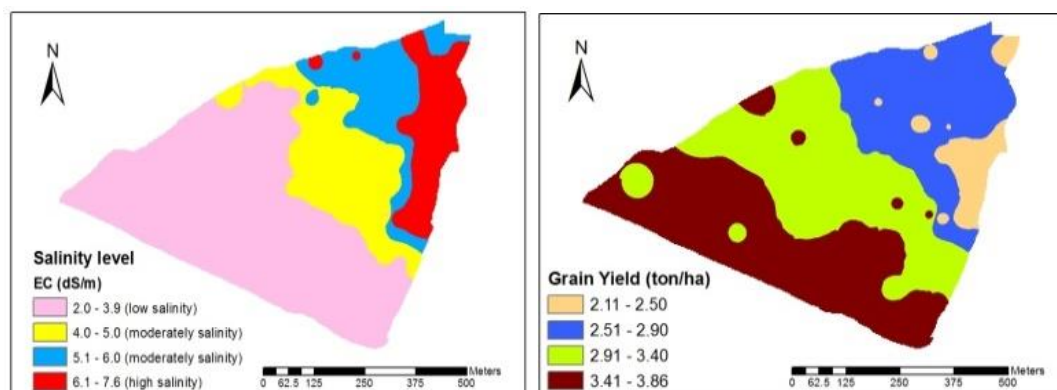 N
Salinity level
EC (dS/m)
2.0 - 3.9 (low salinity)
4.0 - 5.0 (moderately salinity)
5.1 - 6.0 (moderately salinity)
6.1 - 7.6 (high salinity)
Meters
0 62.5 125 250 375 500
N
Grain Yield (ton/ha)
2.11 - 2.50
2.51 - 2.90
2.91 - 3.40
3.41 - 3.86
Meters
0 62.5 125 250 375 500